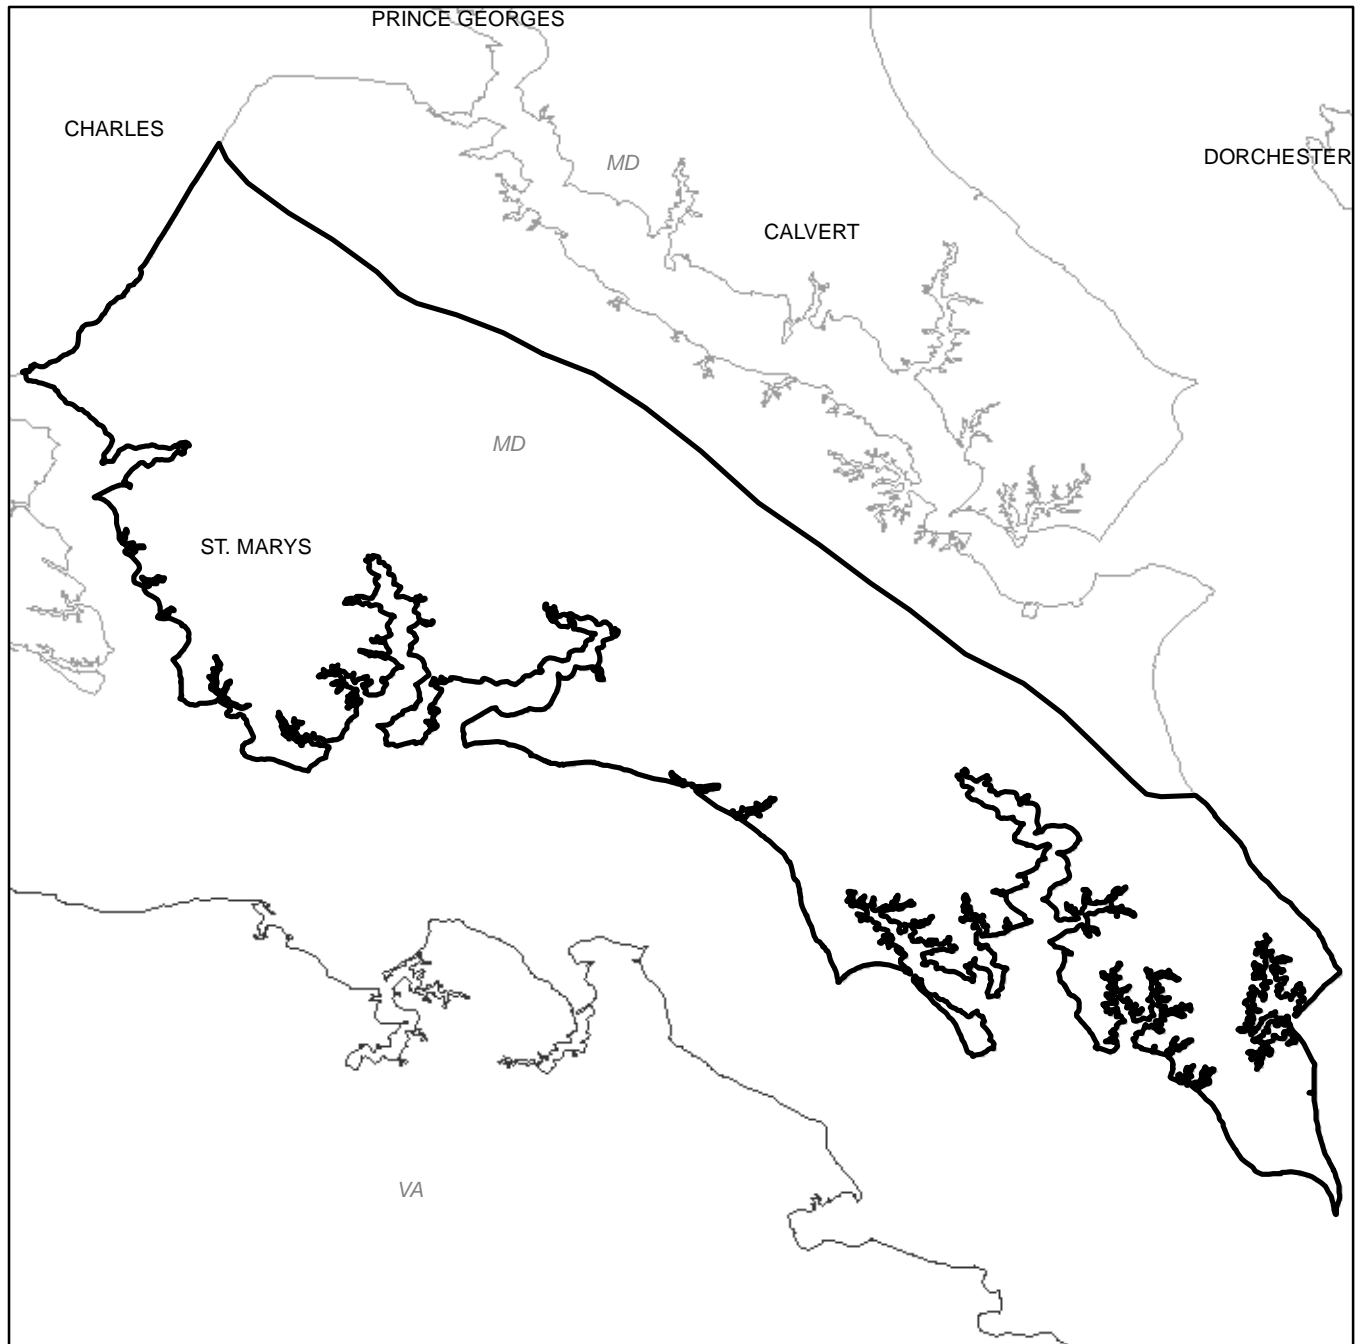 PRINCE GEORGES
CHARLES
DORCHESTER
MD
CALVERT
MD
ST. MARYS
VA